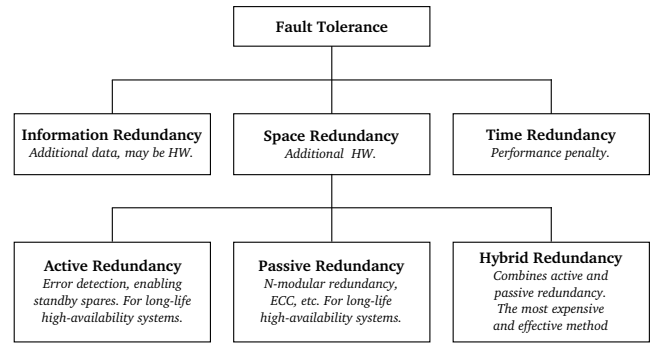 Fault Tolerance
Information Redundancy
Additional data, may be HW.
Space Redundancy
Additional HW.
Time Redundancy
Performance penalty.
Active Redundancy
Error detection, enabling
standby spares. For long-life
high-availability systems.
Passive Redundancy
N-modular redundancy,
ECC, etc. For long-life
high-availability systems.
Hybrid Redundancy
Combines active and
passive redundancy.
The most expensive
and effective method